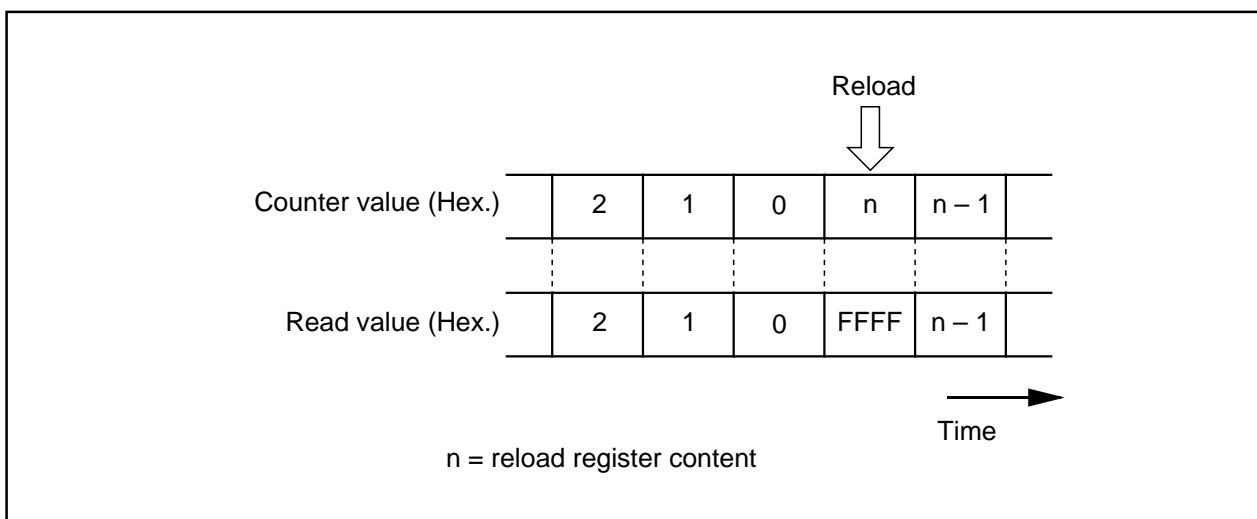 Reload
Counter value (Hex.) 2 1 0 n n – 1
Read value (Hex.) 2 1 0 FFFF n – 1
Time
n = reload register content